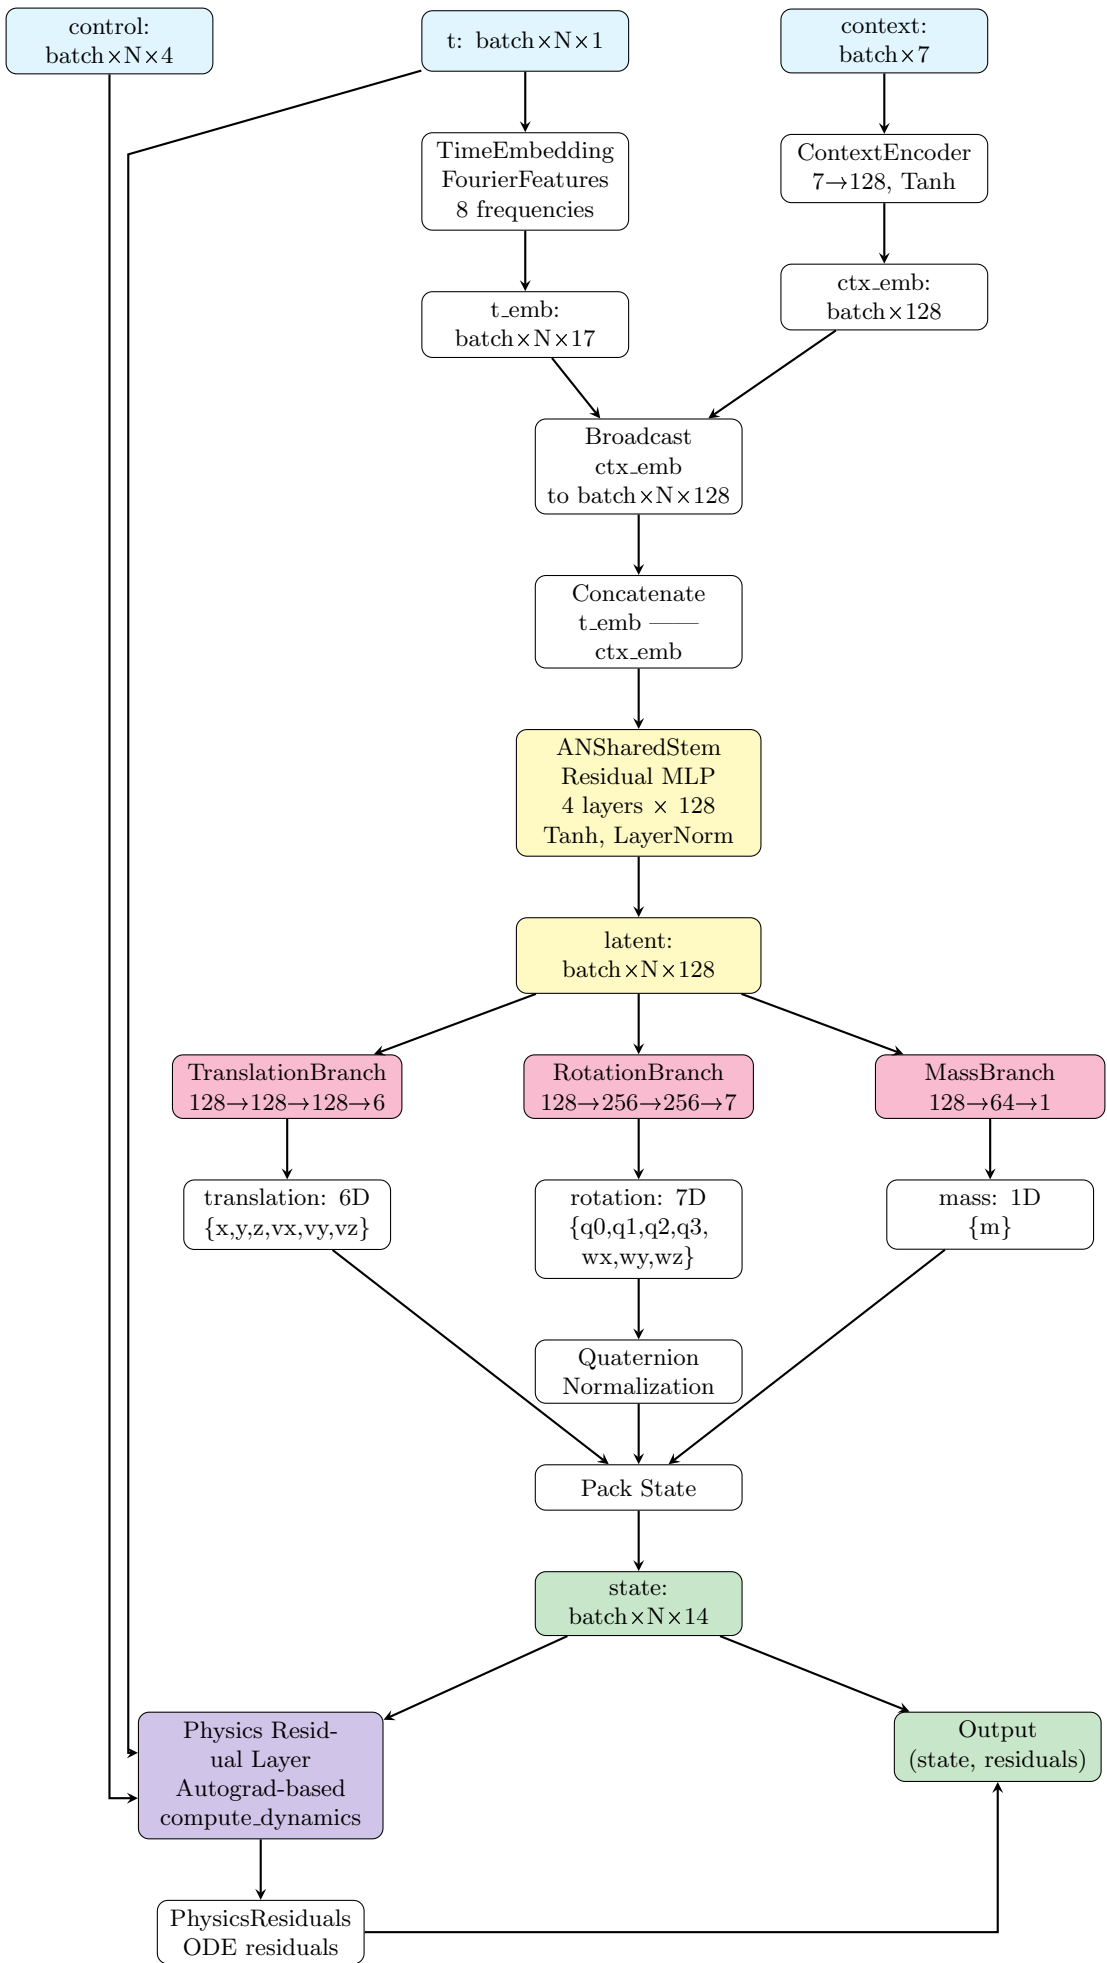 control:
batch×N×4
t: batch×N×1
context:
batch×7
TimeEmbedding
FourierFeatures
8 frequencies
ContextEncoder
7→128, Tanh
t_emb:
batch×N×17
ctx_emb:
batch×128
Broadcast
ctx_emb
to batch×N×128
Concatenate
t_emb ——
ctx_emb
ANSharedStem
Residual MLP
4 layers × 128
Tanh, LayerNorm
latent:
batch×N×128
TranslationBranch
128→128→128→6
RotationBranch
128→256→256→7
MassBranch
128→64→1
translation: 6D
{x,y,z,vx,vy,vz}
rotation: 7D
{q0,q1,q2,q3,
wx,wy,wz}
mass: 1D
{m}
Quaternion
Normalization
Pack State
state:
batch×N×14
Physics Resid-
ual Layer
Autograd-based
compute_dynamics
Output
(state, residuals)
PhysicsResiduals
ODE residuals